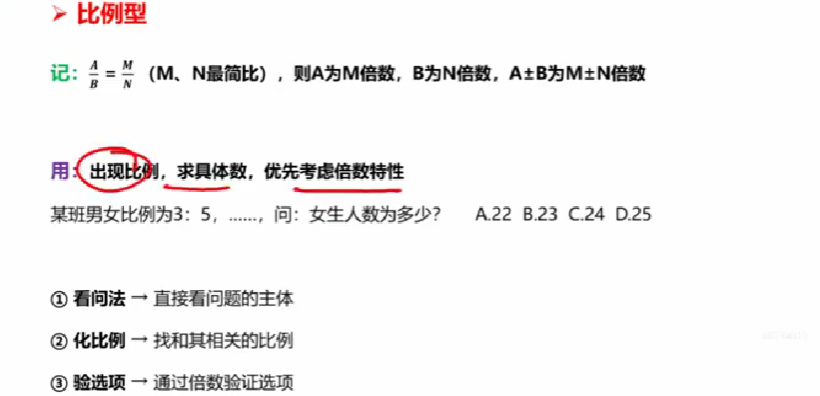 ➤ 比例型
记：A/B = M/N（M、N最简比），则A为M倍数，B为N倍数，A±B为M±N倍数
用：出现比例，求具体数，优先考虑倍数特性
某班男女比例为3：5，……，问：女生人数为多少？ A.22 B.23 C.24 D.25
① 看问法 → 直接看问题的主体
② 化比例 → 找和其相关的比例
③ 验选项 → 通过倍数验证选项